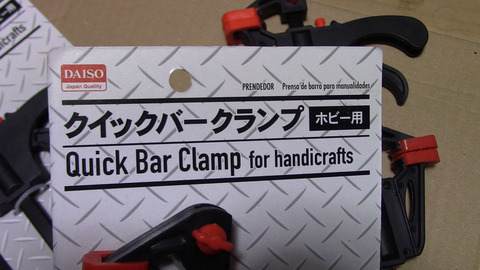 DAISO
Japan Quality
PRENDEDOR Prensa de barra para manualidades
クイックバークランプ ホビー用
Quick Bar Clamp for handicrafts
crafts